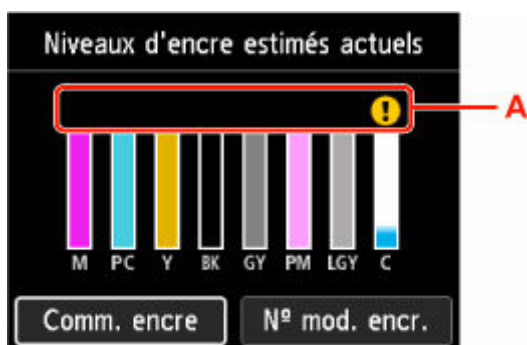 Niveaux d'encre estimés actuels
A
M PC Y BK GY PM LGY C
Comm. encre Nº mod. encr.